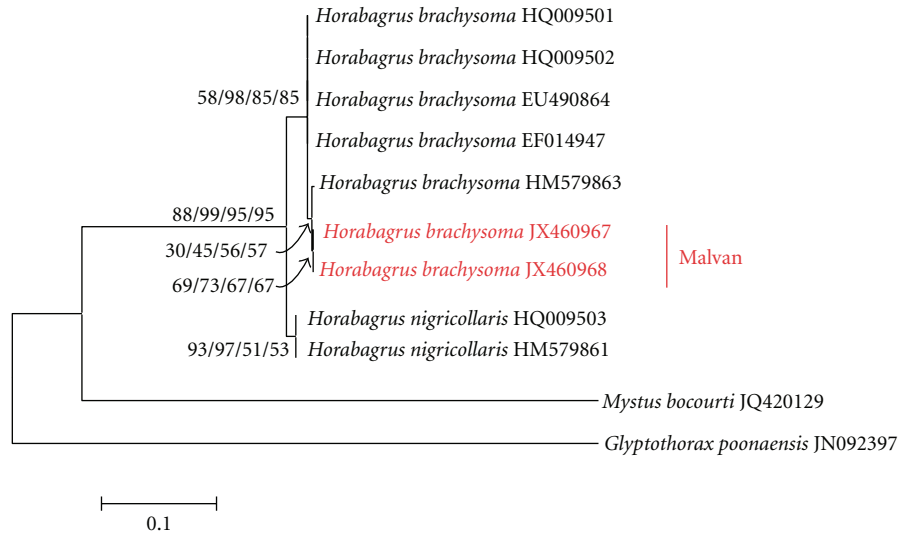 Horabagrus brachysoma HQ009501
Horabagrus brachysoma HQ009502
58/98/85/85
Horabagrus brachysoma EU490864
Horabagrus brachysoma EF014947
Horabagrus brachysoma HM579863
88/99/95/95
Horabagrus brachysoma JX460967
30/45/56/57
Malvan
Horabagrus brachysoma JX460968
69/73/67/67
Horabagrus nigricollaris HQ009503
93/97/51/53
Horabagrus nigricollaris HM579861
Mystus bocourti JQ420129
Glyptothorax poonaensis JN092397
0.1